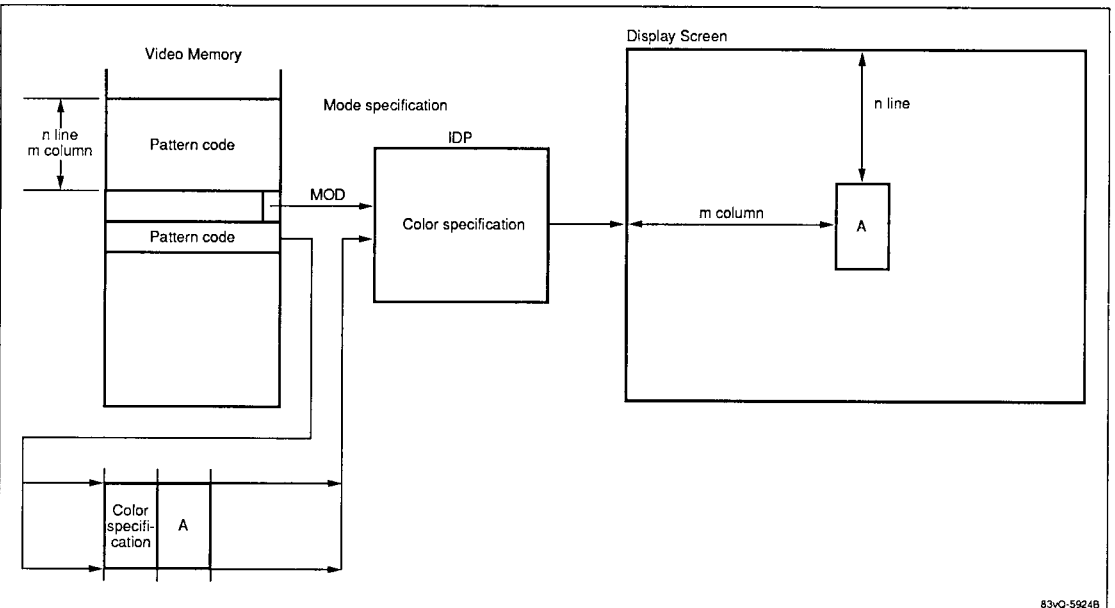 Display Screen
Video Memory
n line
m column
Pattern code
Mode specification
IDP
MOD
Color specification
Pattern code
n line
m column
A
Color
specifi-
cation
A
83vQ-5924B